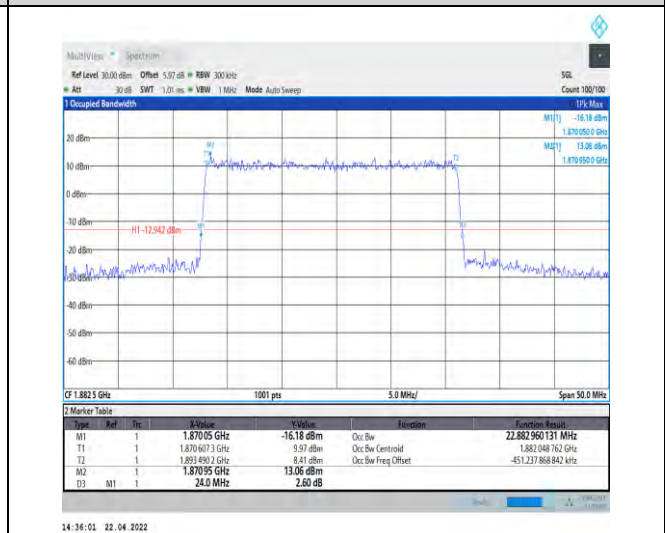 MultiView Spectrum
Ref Level 30.00 dBm Offset 5.97 dB RBW 300 kHz SGL
Att 30 dB SWT 1.01 ms VBW 1 MHz Mode Auto Sweep Count 100/100
1 Occupied Bandwidth 1Pk Max
M1[1] -16.18 dBm
1.870 050 0 GHz
M2[1] 13.06 dBm
1.870 950 0 GHz
20 dBm
M2
T1
T2
10 dBm
0 dBm
-10 dBm
H1 -12.942 dBm
M1
D3
-20 dBm
-30 dBm
-40 dBm
-50 dBm
-60 dBm
CF 1.882 5 GHz 1001 pts 5.0 MHz/ Span 50.0 MHz
2 Marker Table
Type Ref Trc X-Value Y-Value Function Function Result
M1 1 1.870 05 GHz -16.18 dBm Occ Bw 22.882 960 131 MHz
T1 1 1.870 607 3 GHz 9.97 dBm Occ Bw Centroid 1.882 048 762 GHz
T2 1 1.893 490 2 GHz 8.41 dBm Occ Bw Freq Offset -451.237 868 842 kHz
M2 1 1.870 95 GHz 13.06 dBm
D3 M1 1 24.0 MHz 2.60 dB
14:36:01 22.04.2022